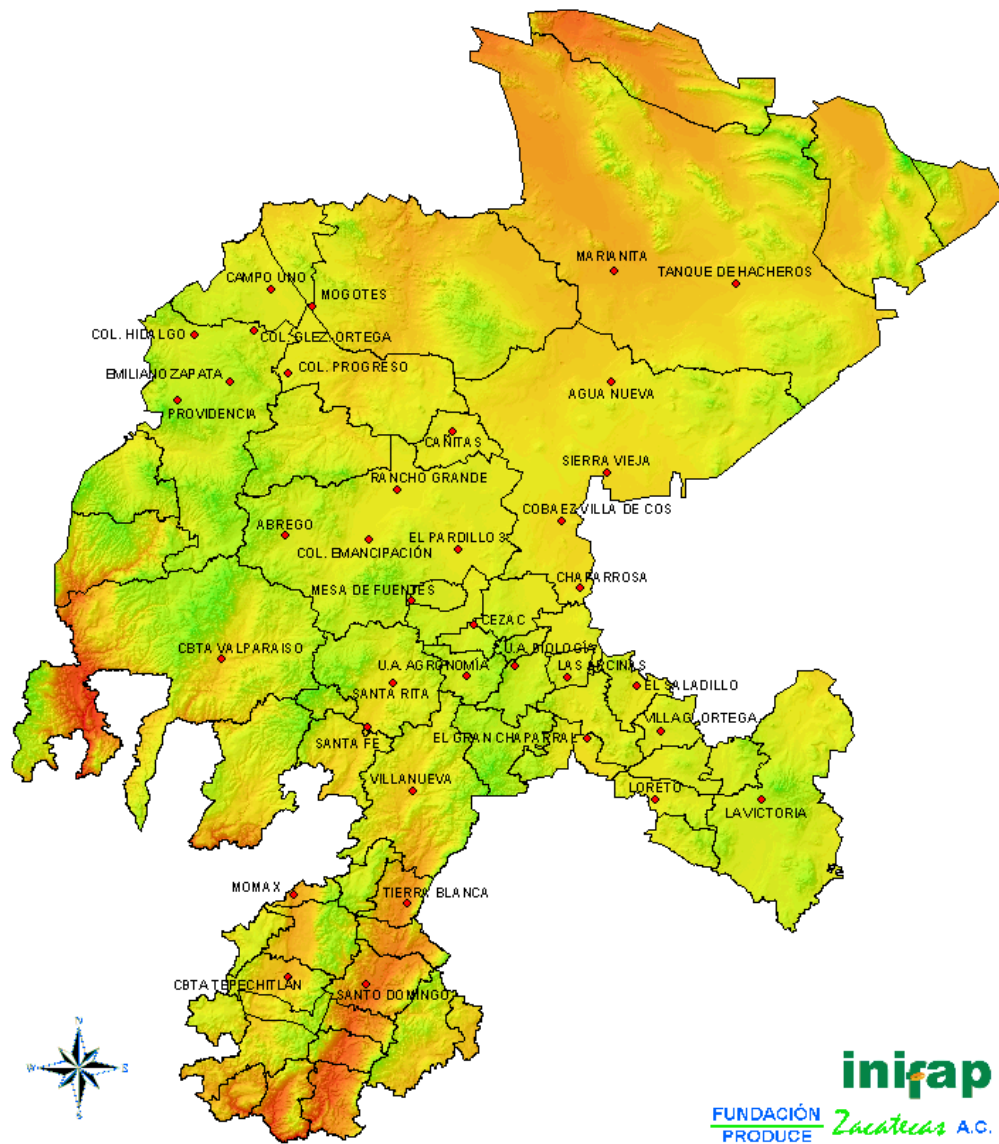 MARIANITA
TANQUE DE HACHEROS
CAMPO UNO
MOGOTES
COL. HIDALGO
COL. GLEZ. ORTEGA
EMILIANO ZAPATA
COL. PROGRESO
AGUA NUEVA
PROVIDENCIA
CAÑITAS
SIERRA VIEJA
RANCHO GRANDE
COBAEZ VILLA DE COS
ABREGO
EL PARDILLO 3
COL. EMANCIPACIÓN
CHAPARROSA
MESA DE FUENTES
CEZAC
CBTA VALPARAISO
U.A. BIOLOGÍA
U.A. AGRONOMÍA
LAS ARCINAS
SANTA RITA
EL SALADILLO
VILLA G. ORTEGA
SANTA FE
EL GRAN CHAPARRAL
VILLANUEVA
LORETO
LA VICTORIA
MOMAX
TIERRA BLANCA
CBTA TEPECHITLÁN
SANTO DOMINGO
N
W
S
inifap
FUNDACIÓN
PRODUCE Zacatecas A.C.